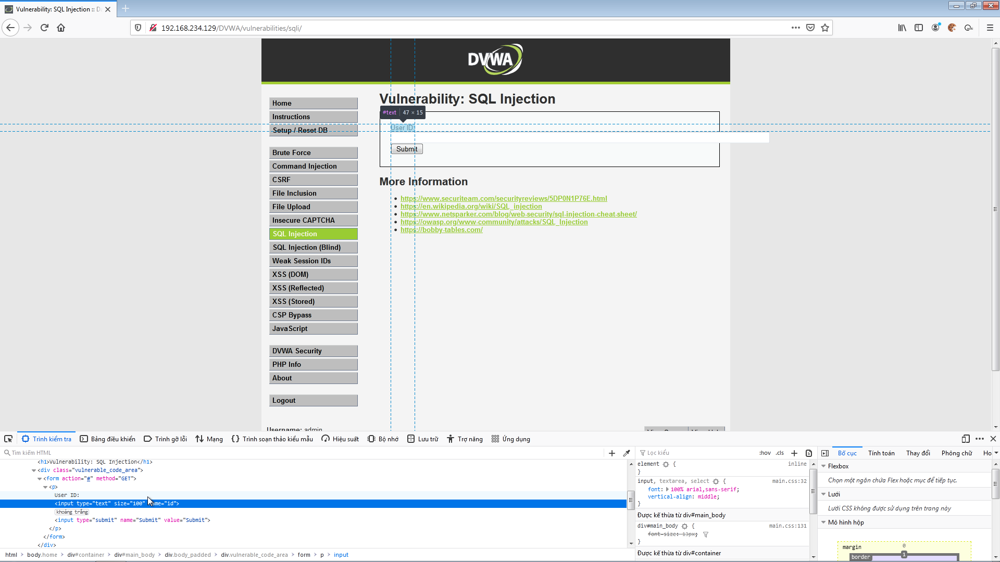 Vulnerability: SQL Injection :: D
192.168.234.129/DVWA/vulnerabilities/sqli/
DVWA
Home
Instructions
Setup / Reset DB
Brute Force
Command Injection
CSRF
File Inclusion
File Upload
Insecure CAPTCHA
SQL Injection
SQL Injection (Blind)
Weak Session IDs
XSS (DOM)
XSS (Reflected)
XSS (Stored)
CSP Bypass
JavaScript
DVWA Security
PHP Info
About
Logout
Vulnerability: SQL Injection
#text 47 × 15
User ID:
Submit
More Information
https://www.securiteam.com/securityreviews/5DP0N1P76E.html
https://en.wikipedia.org/wiki/SQL_injection
https://www.netsparker.com/blog/web-security/sql-injection-cheat-sheet/
https://owasp.org/www-community/attacks/SQL_Injection
https://bobby-tables.com/
Username: admin
Trình kiểm tra Bảng điều khiển Trình gỡ lỗi Mạng Trình soạn thảo kiểu mẫu Hiệu suất Bộ nhớ Lưu trữ Trợ năng Ứng dụng
Tìm kiếm HTML
<h1>Vulnerability: SQL Injection</h1>
<div class="vulnerable_code_area">
<form action="#" method="GET">
<p>
User ID:
<input type="text" size="100" name="id">
khoảng trắng
<input type="submit" name="Submit" value="Submit">
</p>
</form>
</div>
html body.home div#container div#main_body div.body_padded div.vulnerable_code_area form p input
Lọc kiểu :hov .cls
element { inline
}
input, textarea, select { main.css:32
font: 100% arial,sans-serif;
vertical-align: middle;
}
Được kế thừa từ div#main_body
div#main_body { main.css:131
font-size: 13px;
}
Được kế thừa từ div#container
Bố cục Tính toán Thay đổi Phông chữ Ho
Flexbox
Chọn một ngăn chứa Flex hoặc mục để tiếp tục.
Lưới
Lưới CSS không được sử dụng trên trang này
Mô hình hộp
margin 0
border 1